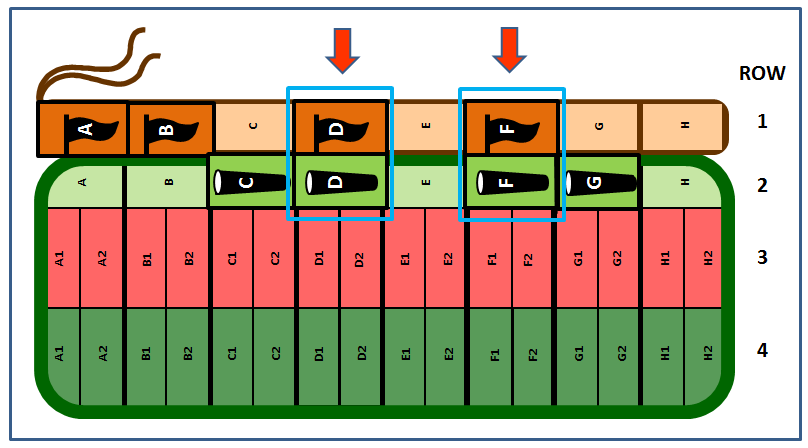 ROW
A B C D E F G H 1
A B C D E F G H 2
A1 A2 B1 B2 C1 C2 D1 D2 E1 E2 F1 F2 G1 G2 H1 H2 3
A1 A2 B1 B2 C1 C2 D1 D2 E1 E2 F1 F2 G1 G2 H1 H2 4